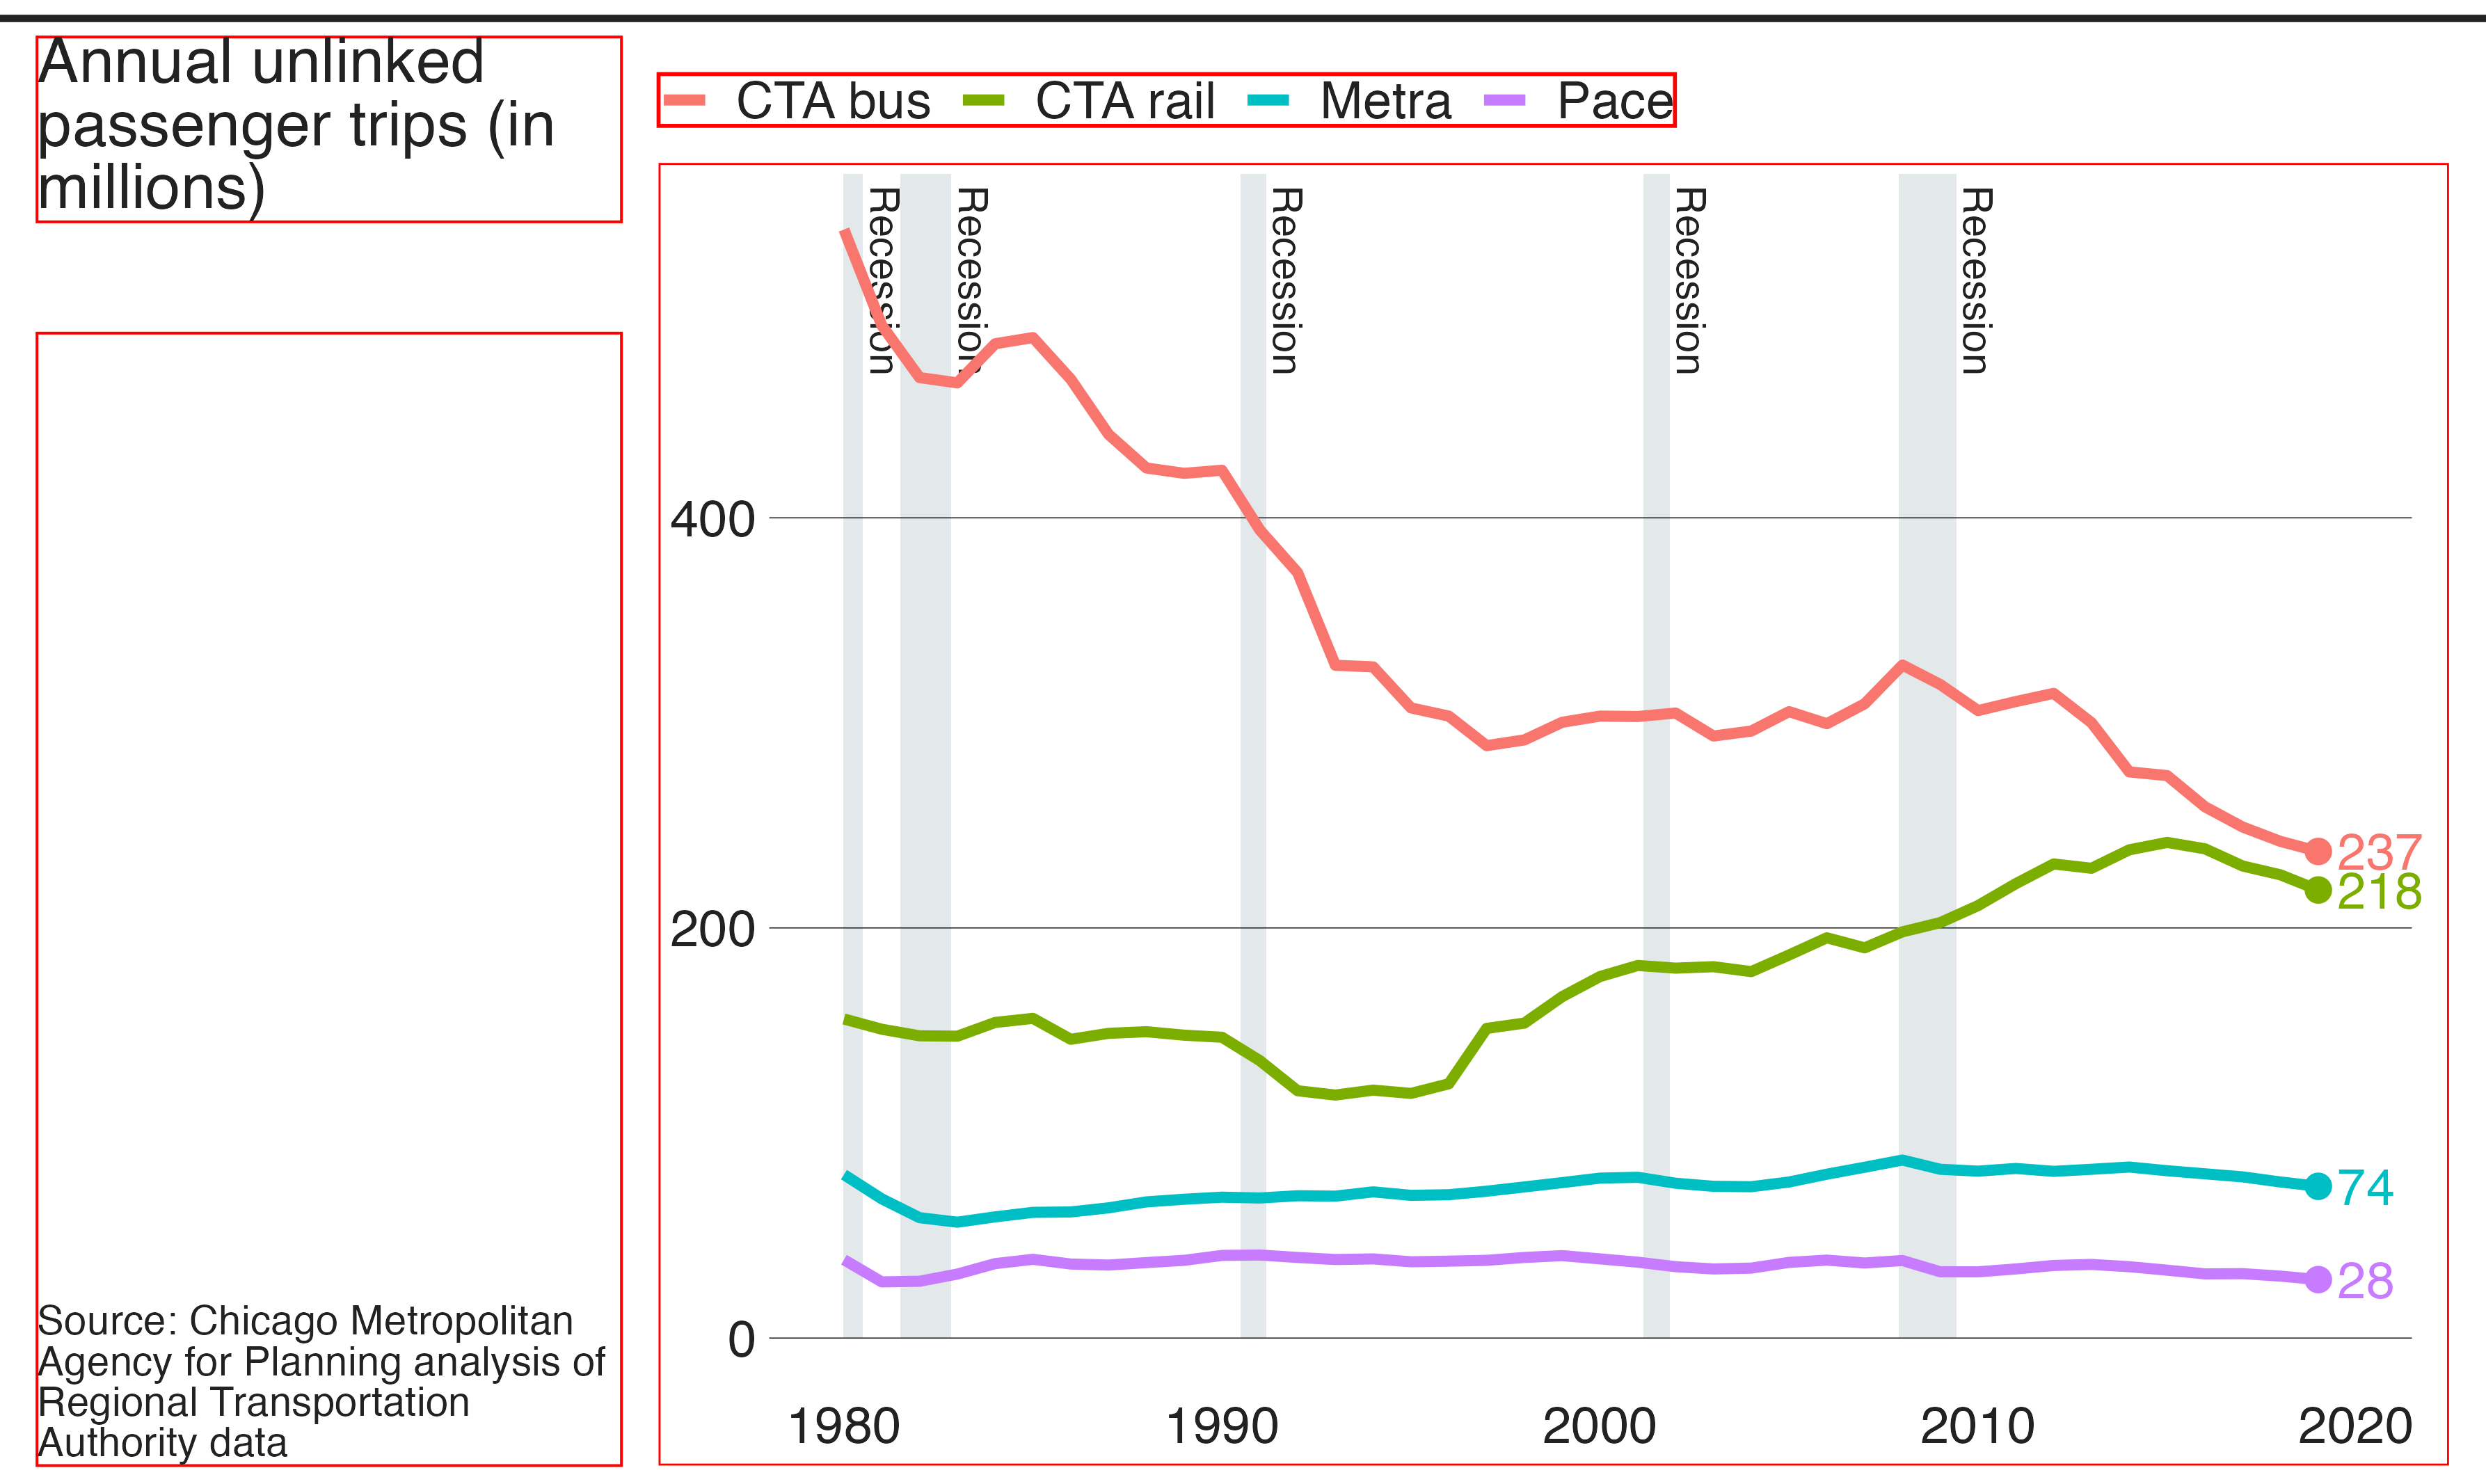 Annual unlinked
passenger trips (in
millions)
CTA bus CTA rail Metra Pace
Recession Recession Recession Recession Recession
400
237
218
200
74
28
0
1980 1990 2000 2010 2020
Source: Chicago Metropolitan
Agency for Planning analysis of
Regional Transportation
Authority data